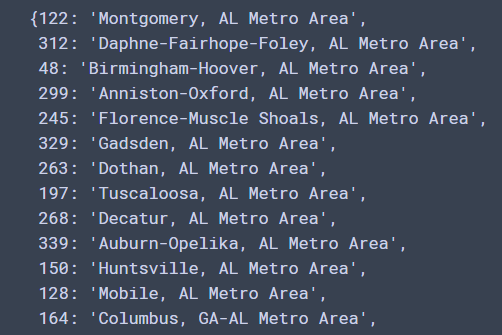 {122: 'Montgomery, AL Metro Area',
312: 'Daphne-Fairhope-Foley, AL Metro Area',
48: 'Birmingham-Hoover, AL Metro Area',
299: 'Anniston-Oxford, AL Metro Area',
245: 'Florence-Muscle Shoals, AL Metro Area',
329: 'Gadsden, AL Metro Area',
263: 'Dothan, AL Metro Area',
197: 'Tuscaloosa, AL Metro Area',
268: 'Decatur, AL Metro Area',
339: 'Auburn-Opelika, AL Metro Area',
150: 'Huntsville, AL Metro Area',
128: 'Mobile, AL Metro Area',
164: 'Columbus, GA-AL Metro Area',